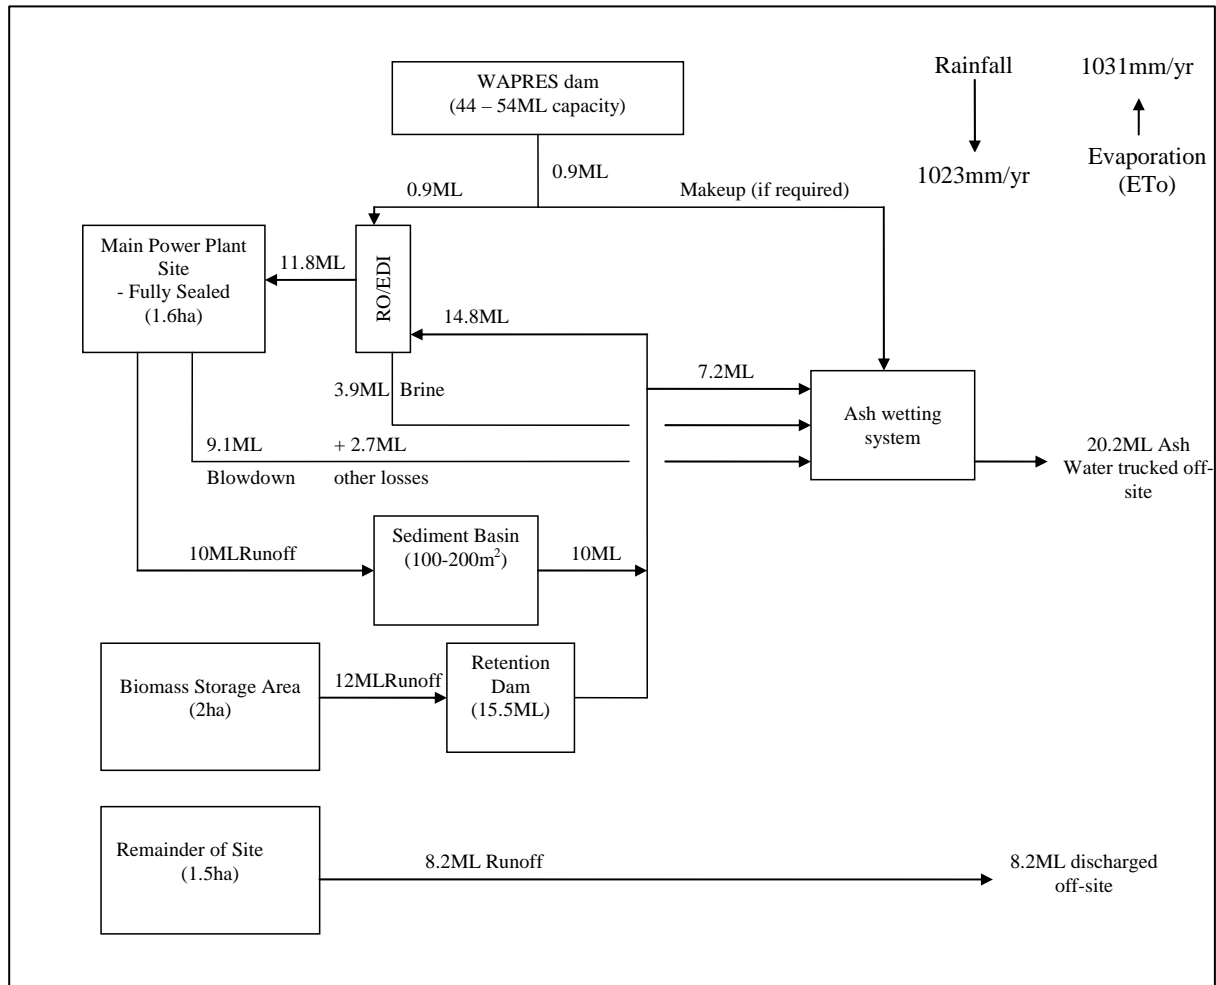 WAPRES dam
(44 – 54ML capacity)
Rainfall
1031mm/yr
1023mm/yr
Evaporation
(ETo)
0.9ML
0.9ML
Makeup (if required)
Main Power Plant
Site
- Fully Sealed
(1.6ha)
11.8ML
RO/EDI
14.8ML
3.9ML Brine
7.2ML
Ash wetting
system
9.1ML + 2.7ML
Blowdown other losses
20.2ML Ash
Water trucked off-
site
10MLRunoff
Sediment Basin
(100-200m²)
10ML
Biomass Storage Area
(2ha)
12MLRunoff
Retention
Dam
(15.5ML)
Remainder of Site
(1.5ha)
8.2ML Runoff
8.2ML discharged
off-site